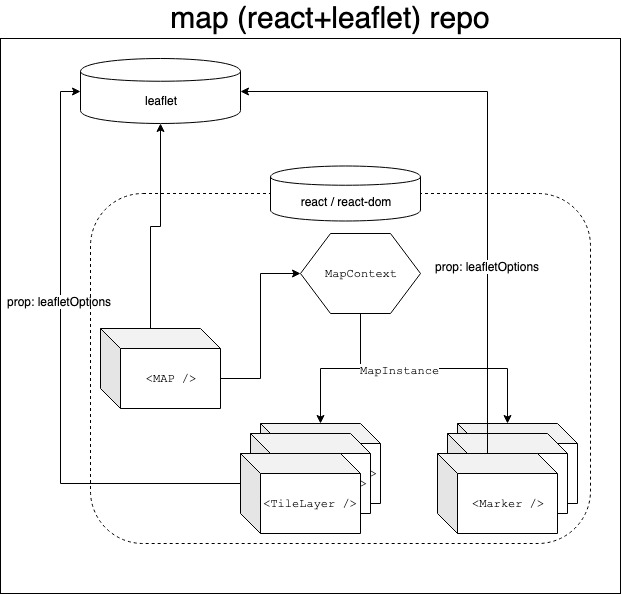 map (react+leaflet) repo
leaflet
react / react-dom
MapContext
prop: leafletOptions
prop: leafletOptions
<MAP />
MapInstance
<TileLayer />
<Marker />